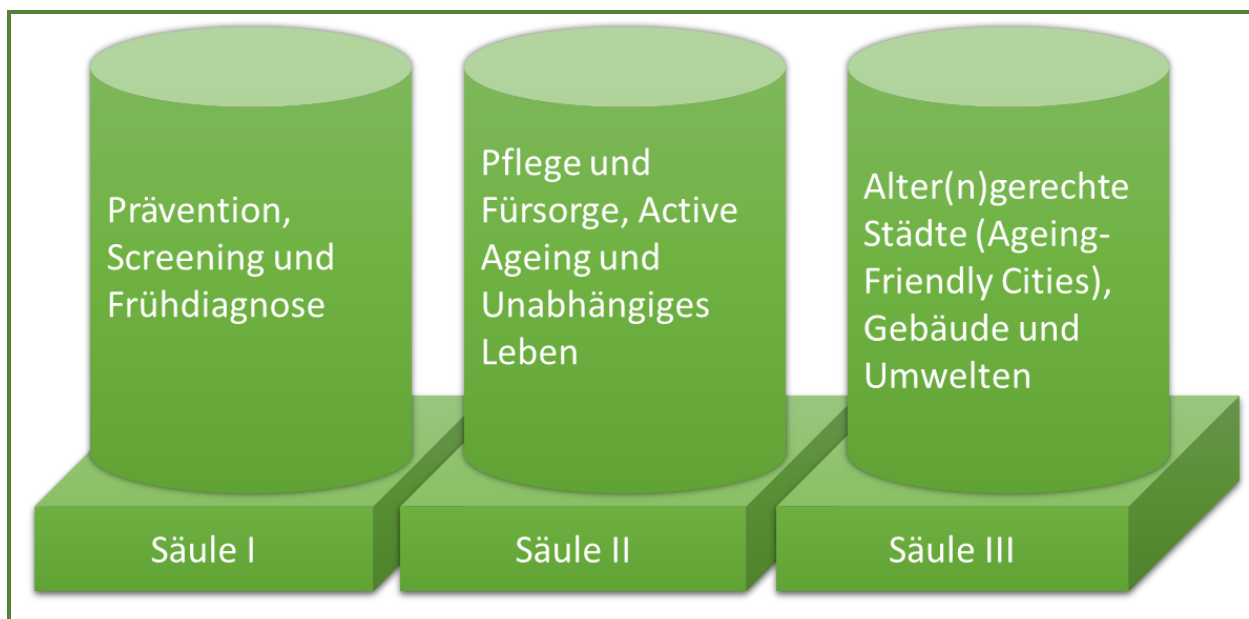 Prävention,
Screening und
Frühdiagnose
Säule I
Pflege und
Fürsorge, Active
Ageing und
Unabhängiges
Leben
Säule II
Alter(n)gerechte
Städte (Ageing-
Friendly Cities),
Gebäude und
Umwelten
Säule III